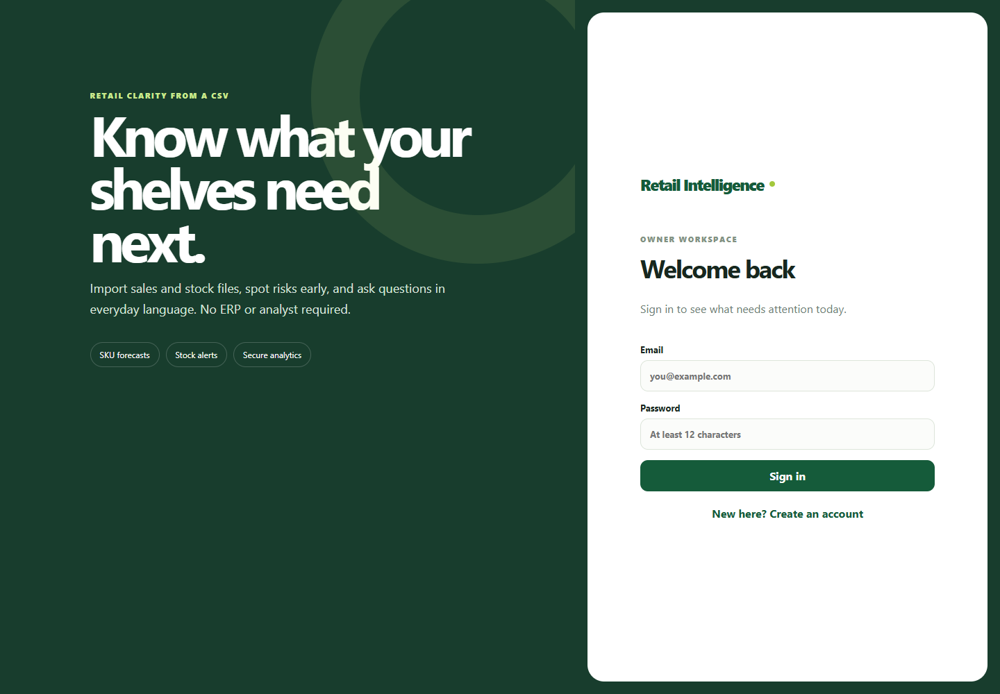 RETAIL CLARITY FROM A CSV
Know what your
shelves need
next.
Import sales and stock files, spot risks early, and ask questions in
everyday language. No ERP or analyst required.
SKU forecasts
Stock alerts
Secure analytics
Retail Intelligence
OWNER WORKSPACE
Welcome back
Sign in to see what needs attention today.
Email
you@example.com
Password
At least 12 characters
Sign in
New here? Create an account